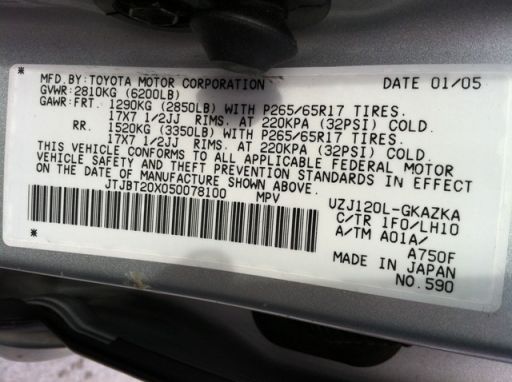 MFD. BY: TOYOTA MOTOR CORPORATION DATE 01/05
GVWR: 2810KG (6200LB)
GAWR: FRT. 1290KG (2850LB) WITH P265/65R17 TIRES.
17X7 1/2JJ RIMS. AT 220KPA (32PSI) COLD.
RR. 1520KG (3350LB) WITH P265/65R17 TIRES.
17X7 1/2JJ RIMS. AT 220KPA (32PSI) COLD.
THIS VEHICLE CONFORMS TO ALL APPLICABLE FEDERAL MOTOR
VEHICLE SAFETY AND THEFT PREVENTION STANDARDS IN EFFECT
ON THE DATE OF MANUFACTURE SHOWN ABOVE.
JTJBT20X050078100 MPV
UZJ120L-GKAZKA
C/TR 1F0/LH10
A/TM A01A/
A750F
MADE IN JAPAN
NO. 590